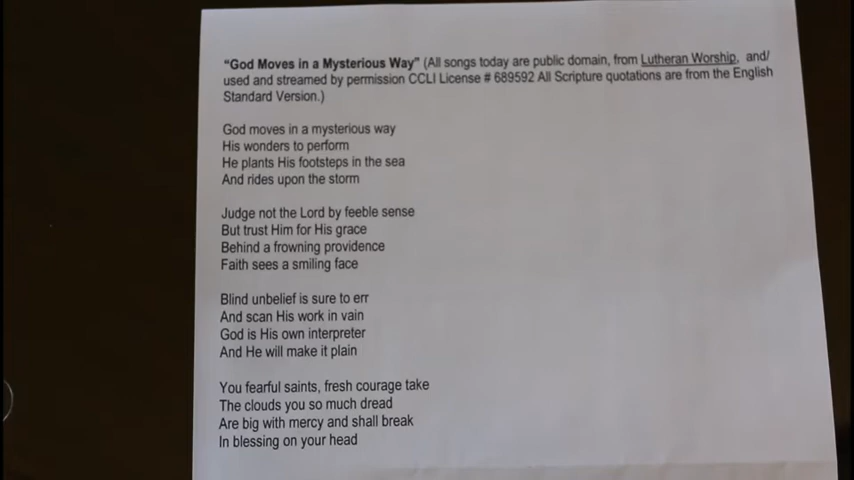 “God Moves in a Mysterious Way” (All songs today are public domain, from Lutheran Worship, and/
used and streamed by permission CCLI License # 689592 All Scripture quotations are from the English
Standard Version.)
God moves in a mysterious way
His wonders to perform
He plants His footsteps in the sea
And rides upon the storm
Judge not the Lord by feeble sense
But trust Him for His grace
Behind a frowning providence
Faith sees a smiling face
Blind unbelief is sure to err
And scan His work in vain
God is His own interpreter
And He will make it plain
You fearful saints, fresh courage take
The clouds you so much dread
Are big with mercy and shall break
In blessing on your head